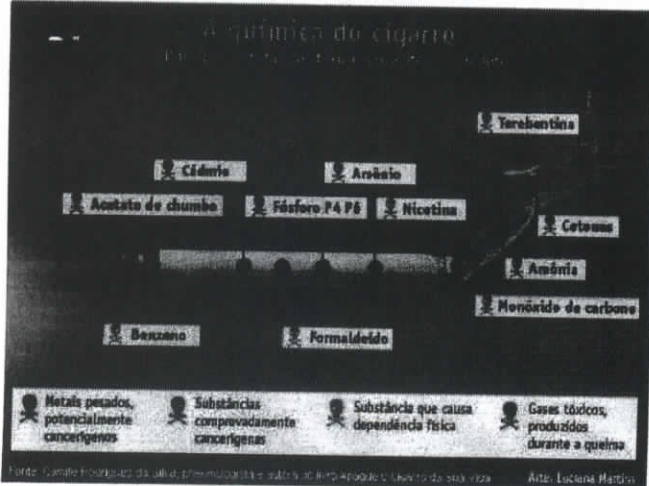 A química do cigarro
Terebentina
Cádmio
Arsênio
Acetato de chumbo
Fósforo P4 P6
Nicotina
Cetonas
Amônia
Monóxido de carbono
Benzeno
Formaldeído
Metais pesados,
potencialmente
cancerígenos
Substâncias
comprovadamente
cancerígenas
Substância que causa
dependência física
Gases tóxicos,
produzidos
durante a queima
Fonte:
Arte: Luciana Martins